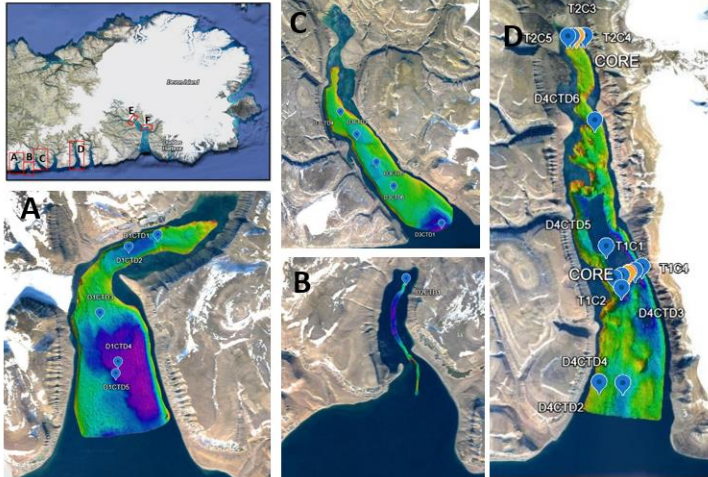 Devon Island
E
F
A
B
C
D
A
D1CTD1
D1CTD2
D1CTD3
D1CTD4
D1CTD5
C
D3CTD1
B
D
T2C3
T2C5
T2C4
CORE
D4CTD6
D4CTD5
T1C1
CORE
T1C4
T1C2
D4CTD3
D4CTD4
D4CTD2